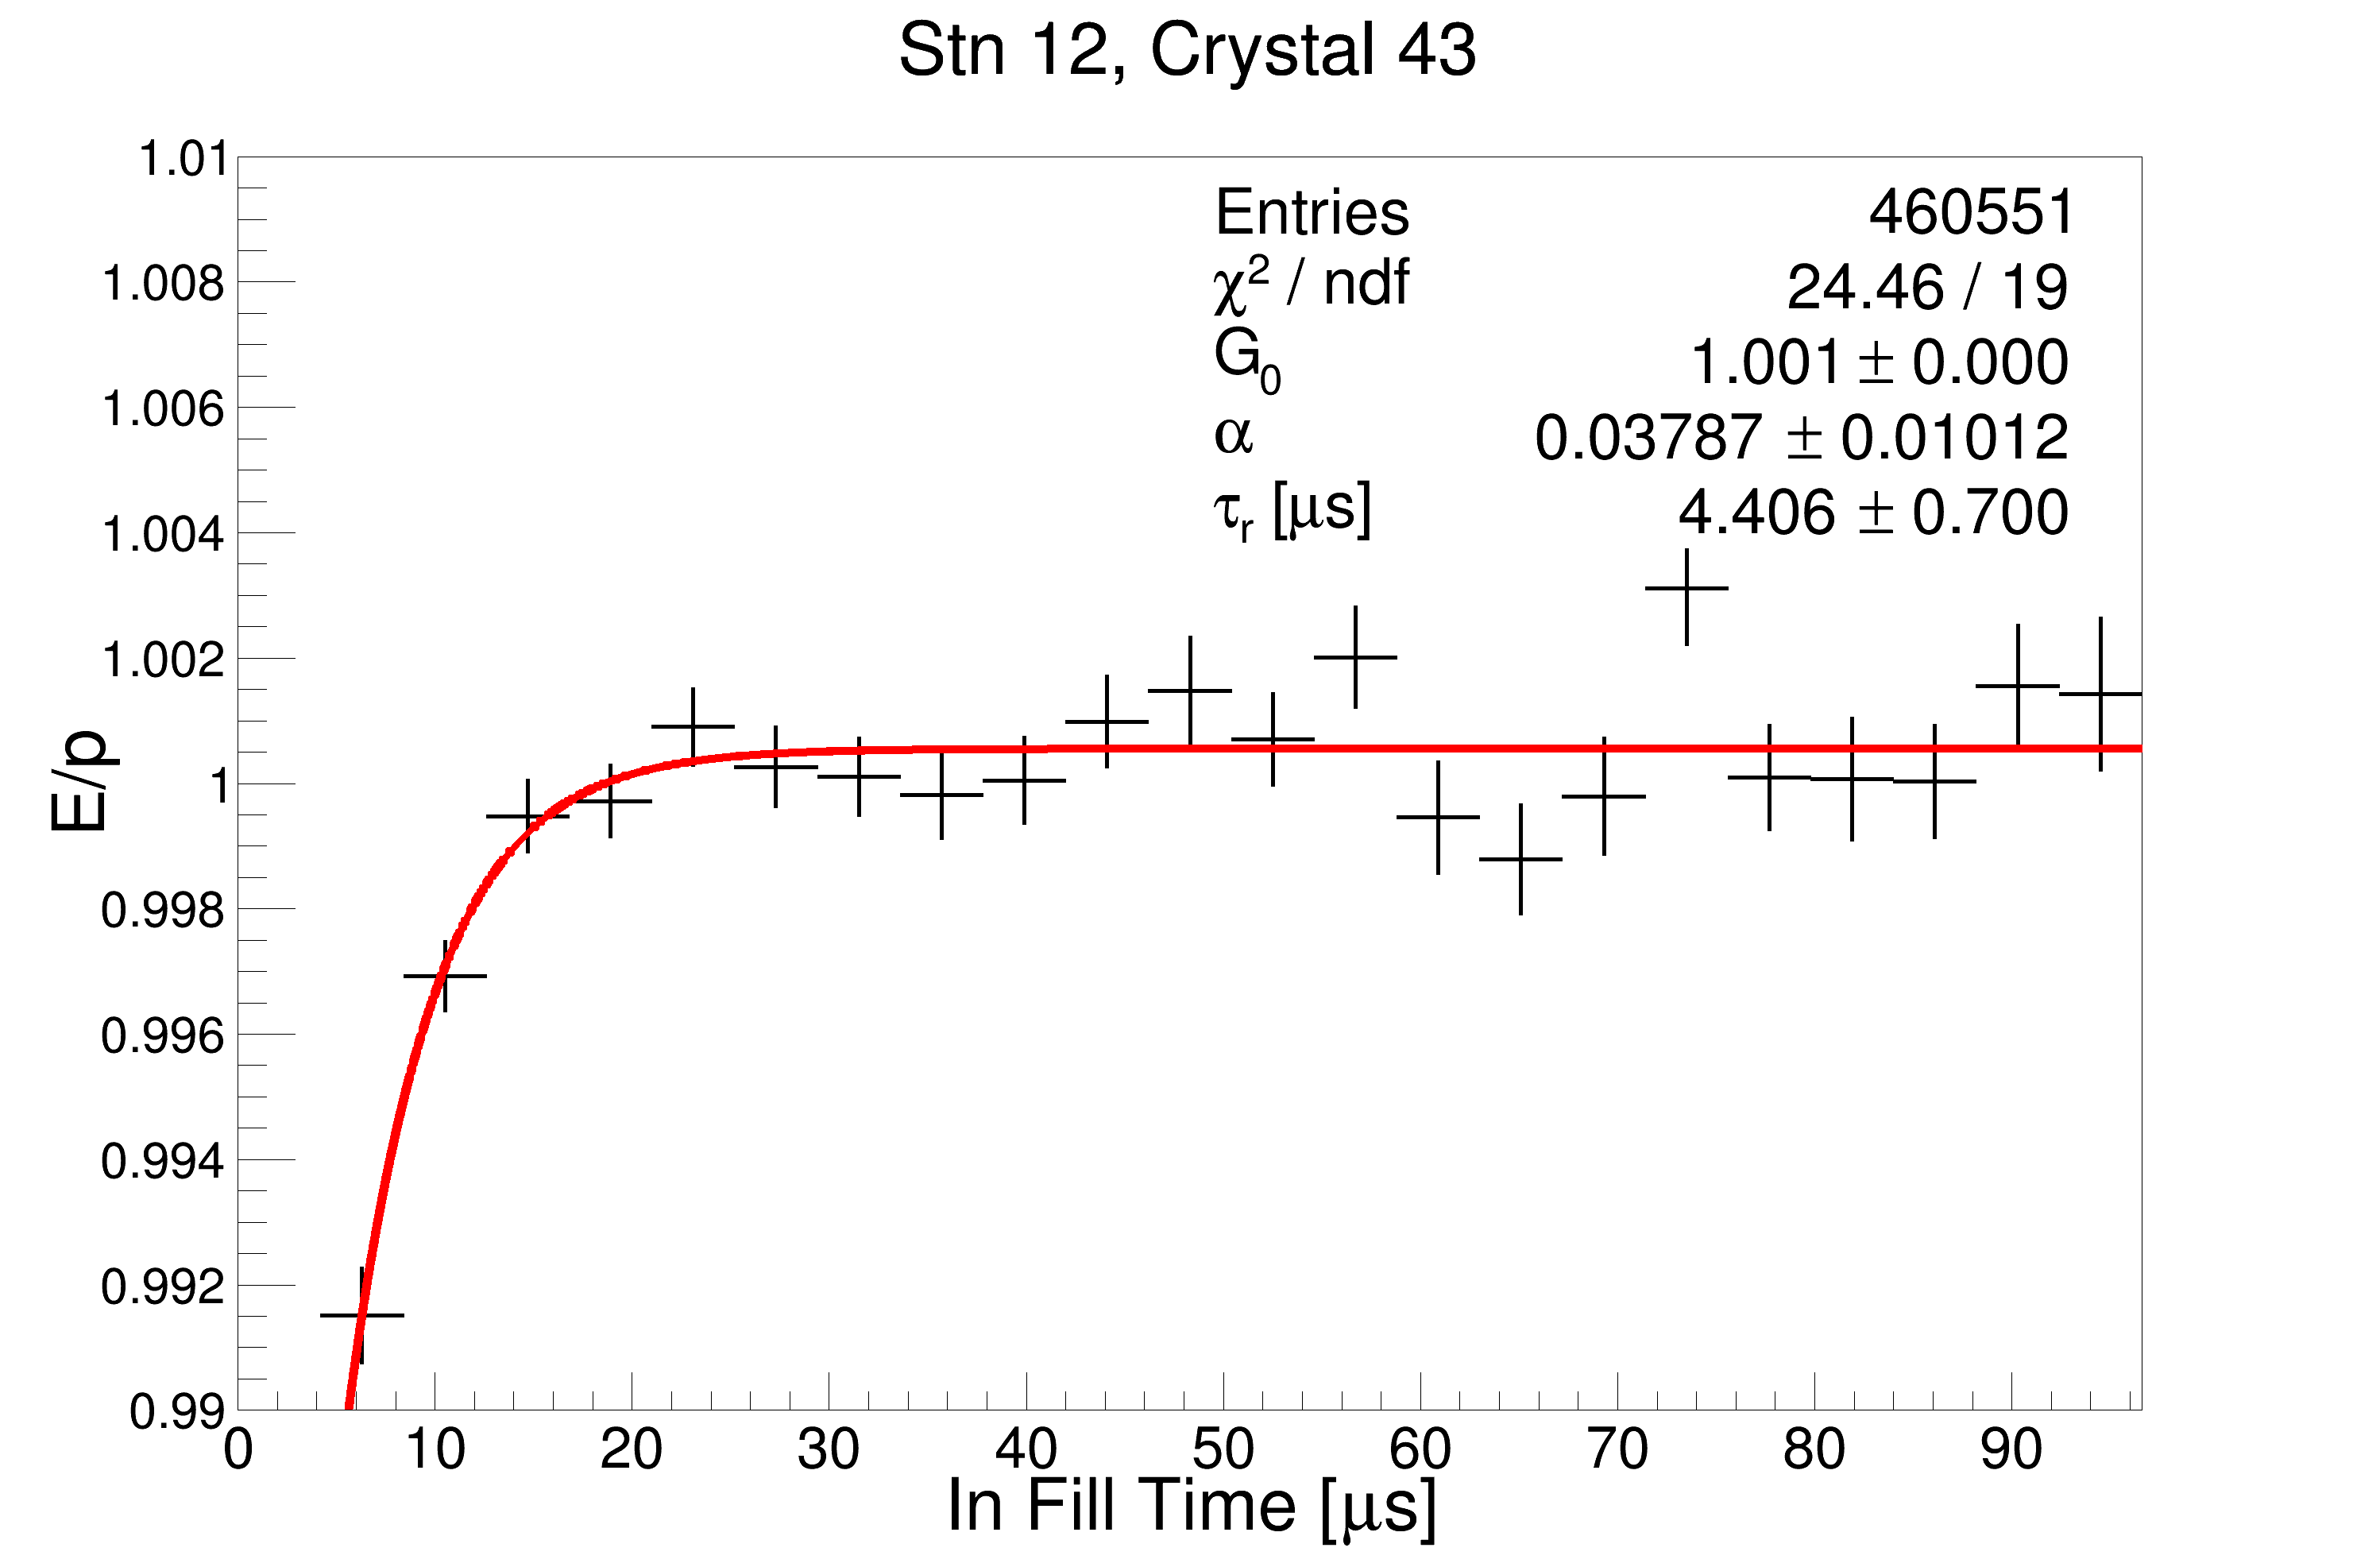 Stn 12, Crystal 43
1.01
1.008
1.006
1.004
1.002
1
0.998
0.996
0.994
0.992
0.99
E/p
Entries 460551
χ² / ndf 24.46 / 19
G₀ 1.001 ± 0.000
α 0.03787 ± 0.01012
τᵣ [μs] 4.406 ± 0.700
0 10 20 30 40 50 60 70 80 90
In Fill Time [μs]